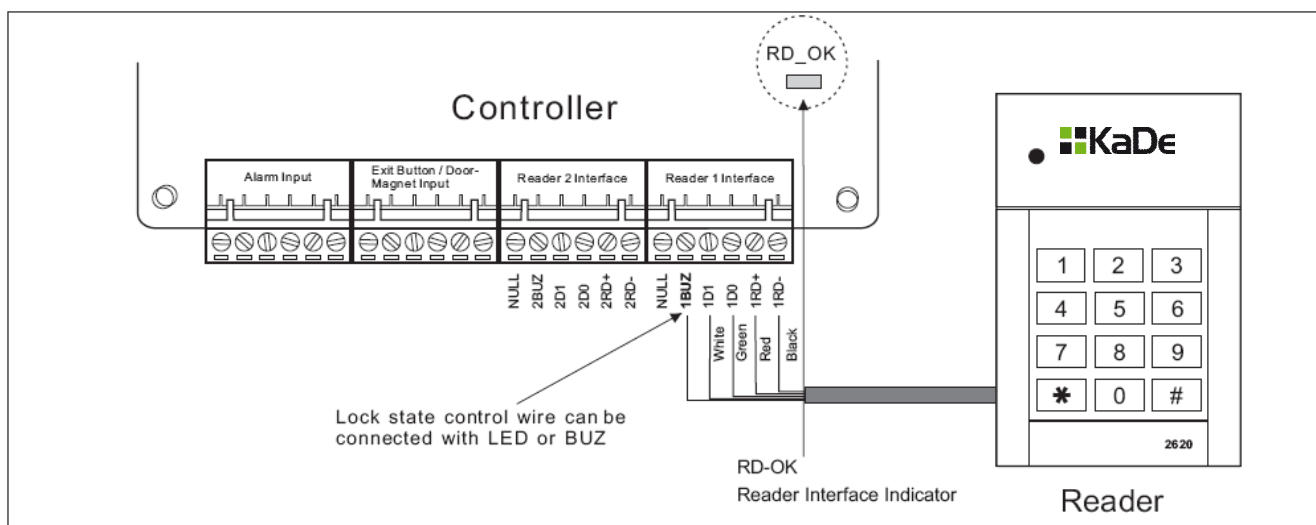 RD_OK
Controller
KaDe
Alarm Input
Exit Button / Door-
Magnet Input
Reader 2 Interface
Reader 1 Interface
NULL
2BUZ
2D1
2D0
2RD+
2RD-
NULL
1BUZ
1D1
1D0
1RD+
1RD-
White
Green
Red
Black
1 2 3
4 5 6
7 8 9
* 0 #
2620
Lock state control wire can be
connected with LED or BUZ
RD-OK
Reader Interface Indicator
Reader